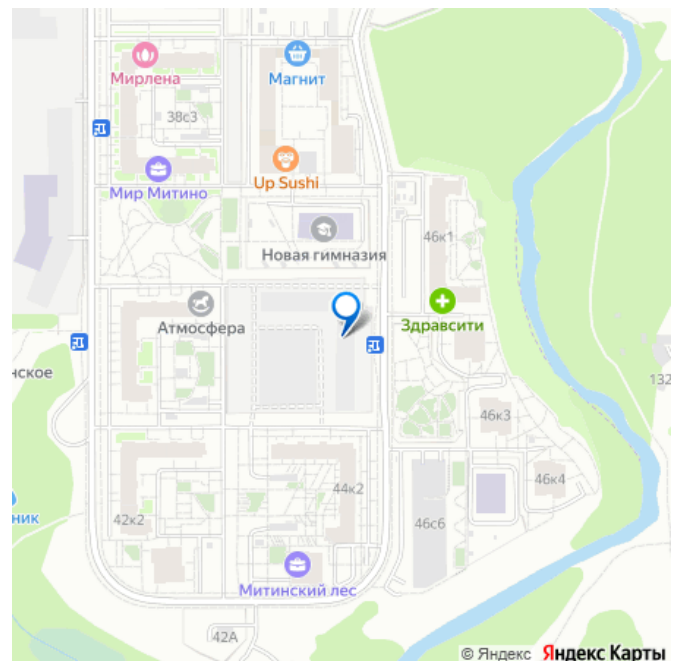 Мирлена
Магнит
38с3
Мир Митино
Up Sushi
46к1
Новая гимназия
Атмосфера
Здравсити
нское
132
46к3
46к4
44к2
42к2
ник
46с6
Митинский лес
42А
© Яндекс Яндекс Карты